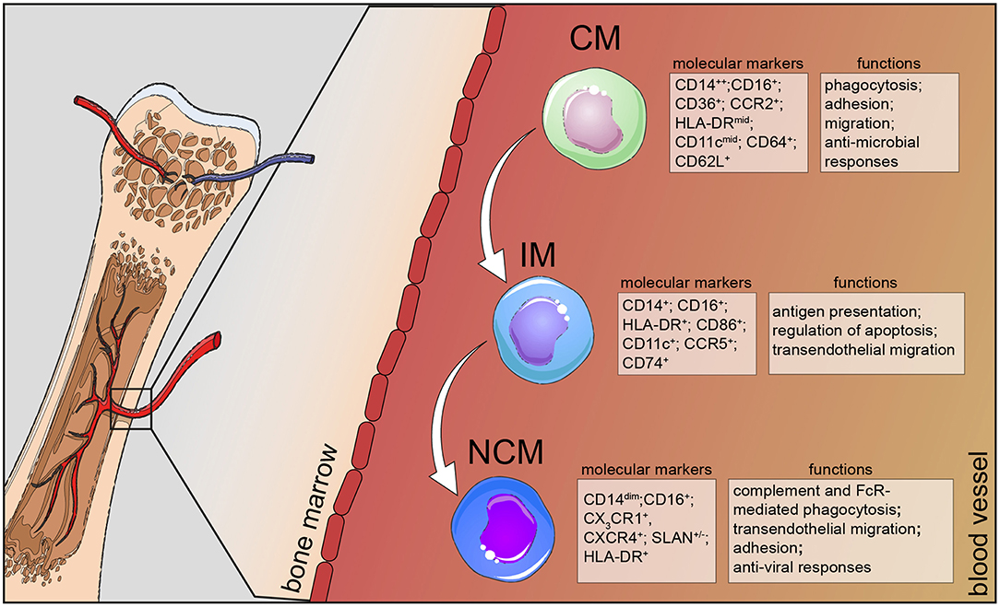 CM
molecular markers
CD14⁺⁺;CD16⁺;
CD36⁺; CCR2⁺;
HLA-DRᵐⁱᵈ;
CD11cᵐⁱᵈ; CD64⁺;
CD62L⁺
functions
phagocytosis;
adhesion;
migration;
anti-microbial
responses
IM
molecular markers
CD14⁺; CD16⁺;
HLA-DR⁺; CD86⁺;
CD11c⁺; CCR5⁺;
CD74⁺
functions
antigen presentation;
regulation of apoptosis;
transendothelial migration
NCM
molecular markers
CD14ᵈⁱᵐ;CD16⁺;
CX₃CR1⁺,
CXCR4⁺; SLAN⁺/⁻;
HLA-DR⁺
functions
complement and FcR-
mediated phagocytosis;
transendothelial migration;
adhesion;
anti-viral responses
bone marrow
blood vessel